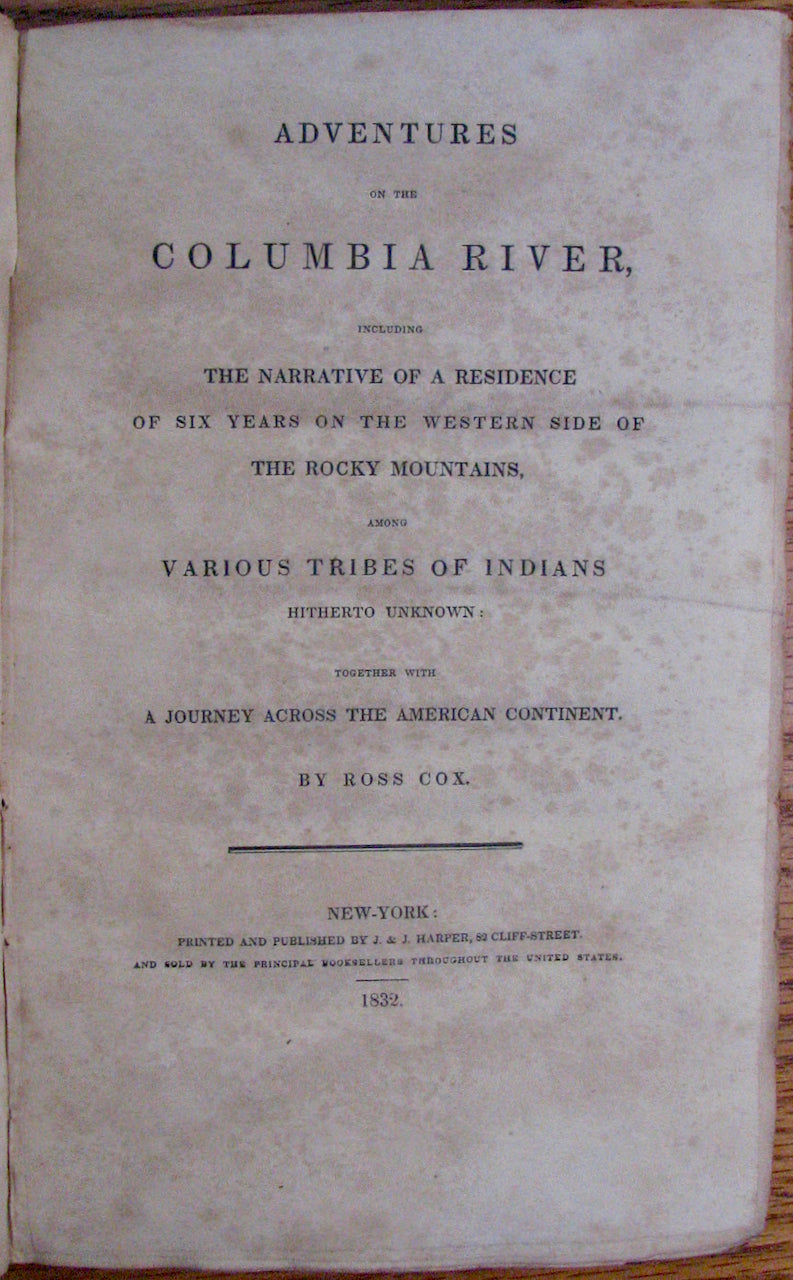 ADVENTURES
ON THE
COLUMBIA RIVER,
INCLUDING
THE NARRATIVE OF A RESIDENCE
OF SIX YEARS ON THE WESTERN SIDE OF
THE ROCKY MOUNTAINS,
AMONG
VARIOUS TRIBES OF INDIANS
HITHERTO UNKNOWN:
TOGETHER WITH
A JOURNEY ACROSS THE AMERICAN CONTINENT.
BY ROSS COX.
NEW-YORK:
PRINTED AND PUBLISHED BY J. & J. HARPER, 82 CLIFF-STREET.
AND SOLD BY THE PRINCIPAL BOOKSELLERS THROUGHOUT THE UNITED STATES.
1832.